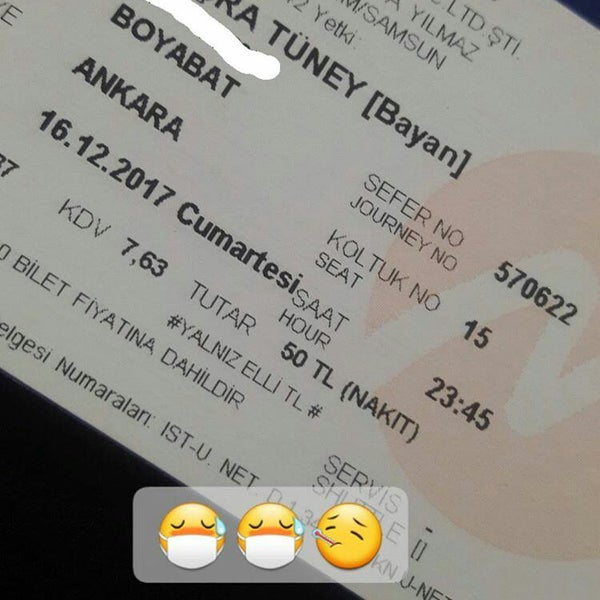 LTD.ŞTİ.
YILMAZ
M/SAMSUN
Yetki
RA TÜNEY [Bayan]
BOYABAT
ANKARA
16.12.2017 Cumartesi
SEFER NO
JOURNEY NO
570622
KOLTUK NO
SEAT
15
SAAT
HOUR
23:45
KDV 7,63
TUTAR
50 TL (NAKİT)
#YALNIZ ELLİ TL #
BİLET FİYATINA DAHİLDİR
elgesi Numaraları: IST-U. NET.
SERVİS
SHUTTLE
U-NET